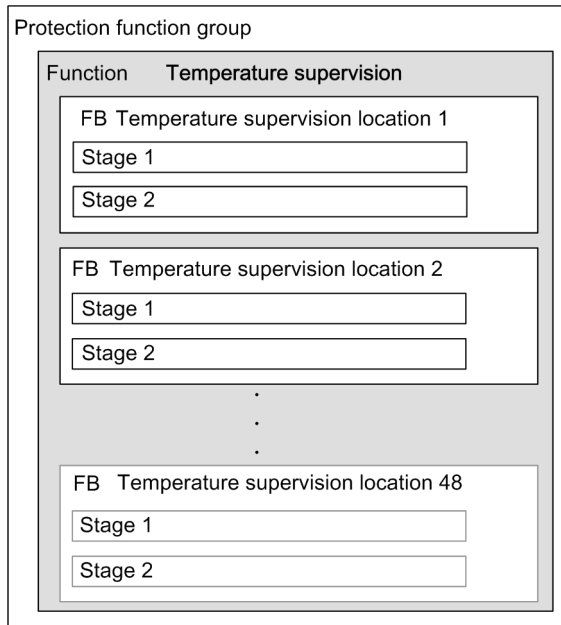 Protection function group
Function Temperature supervision
FB Temperature supervision location 1
Stage 1
Stage 2
FB Temperature supervision location 2
Stage 1
Stage 2
.
.
.
FB Temperature supervision location 48
Stage 1
Stage 2